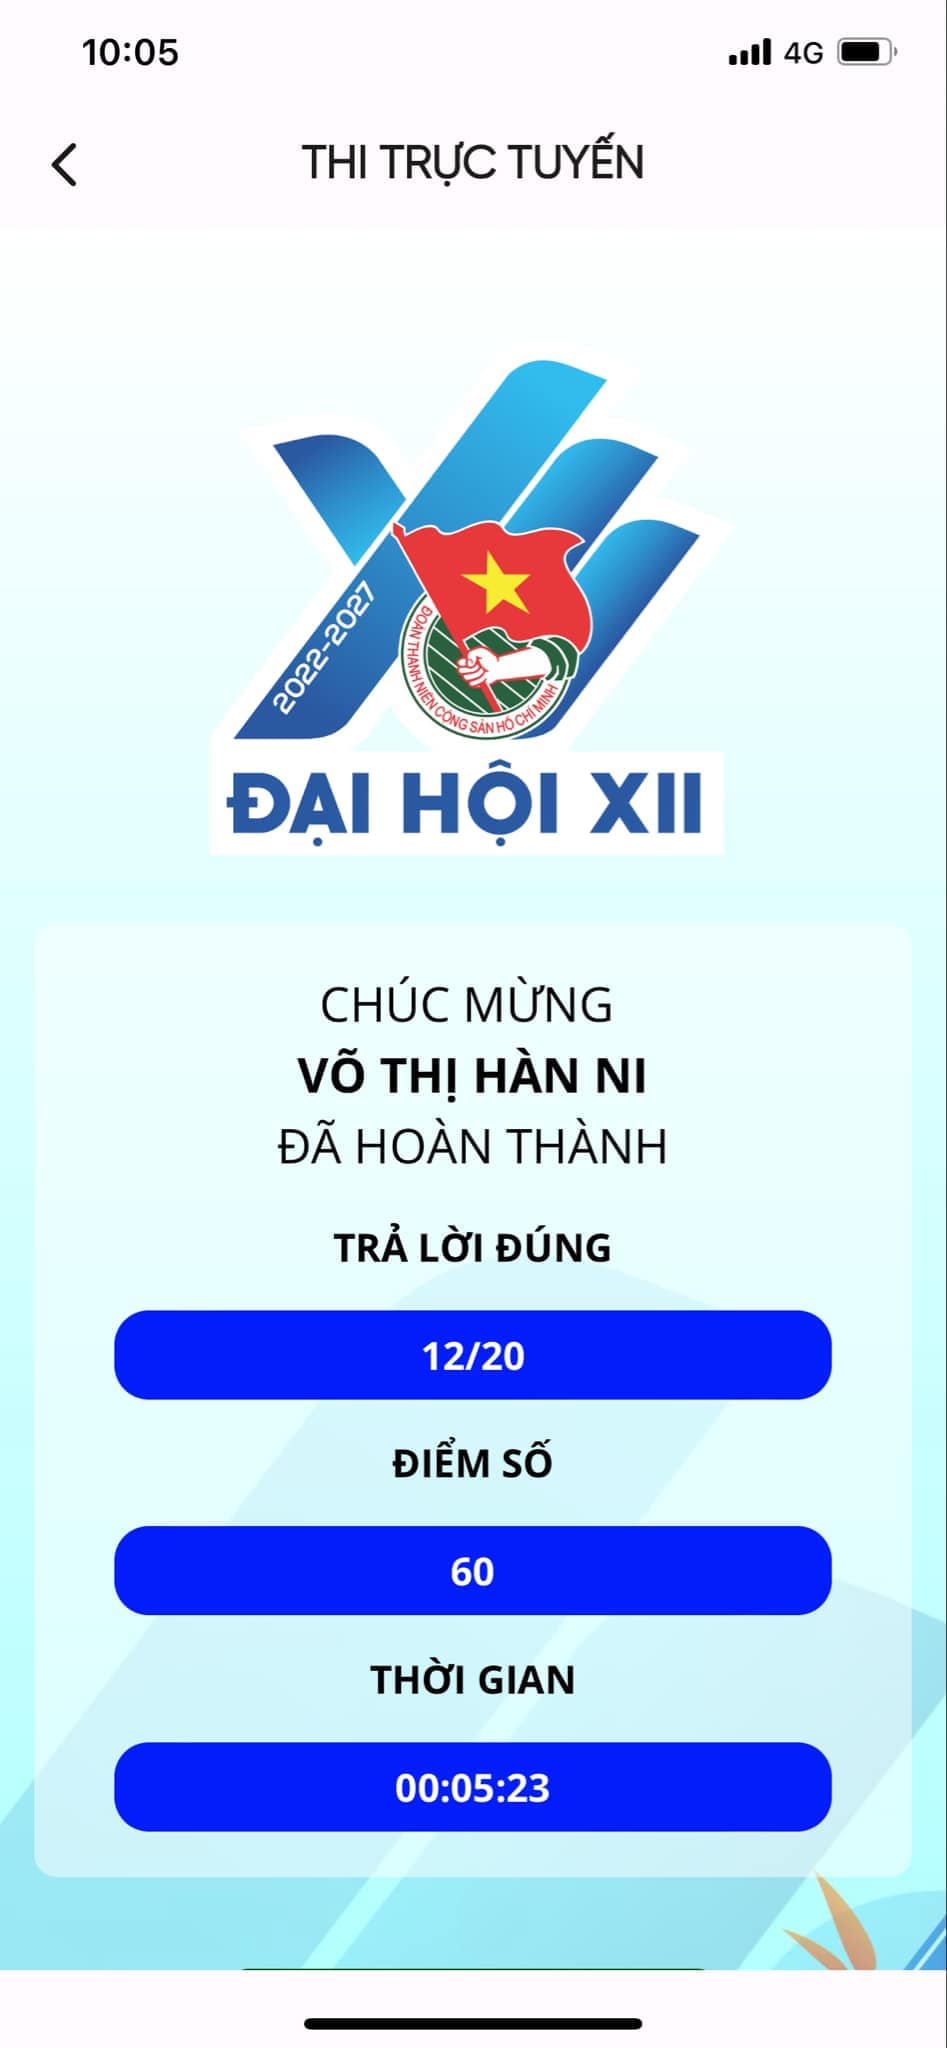 10:05
4G
THI TRỰC TUYẾN
2022-2027
ĐOÀN THANH NIÊN CỘNG SẢN HỒ CHÍ MINH
ĐẠI HỘI XII
CHÚC MỪNG
VÕ THỊ HÀN NI
ĐÃ HOÀN THÀNH
TRẢ LỜI ĐÚNG
12/20
ĐIỂM SỐ
60
THỜI GIAN
00:05:23